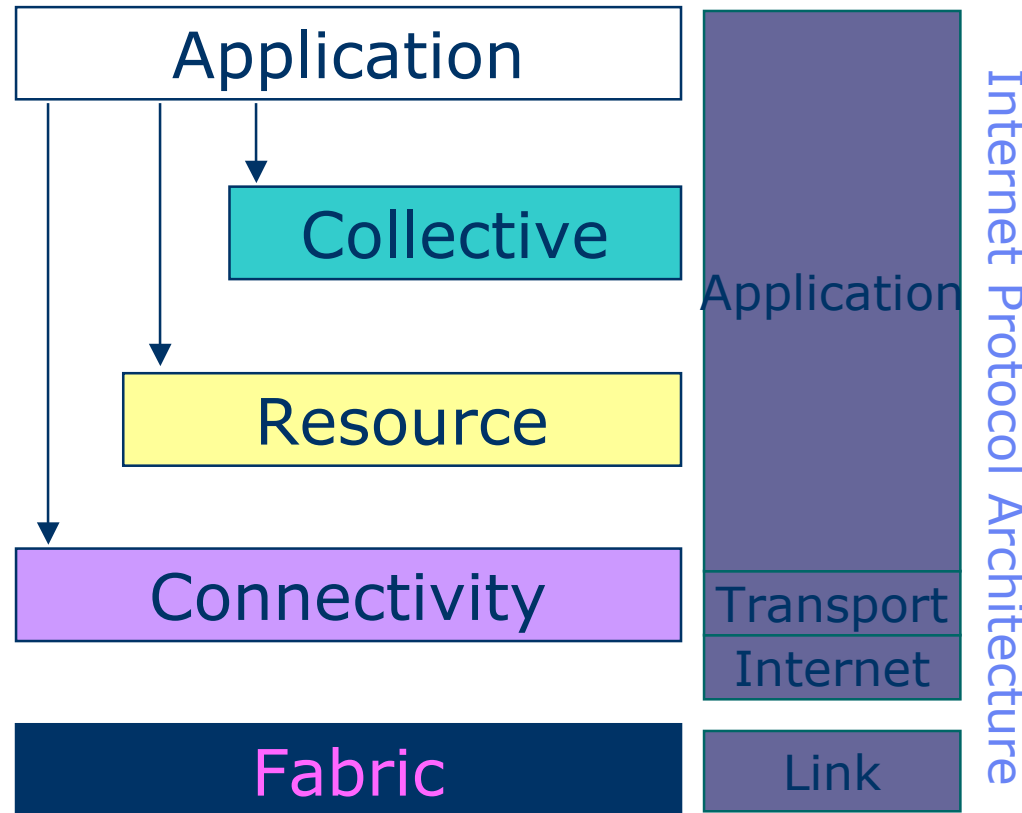 Application
Collective
Resource
Connectivity
Fabric
Application
Transport
Internet
Link
Internet Protocol Architecture